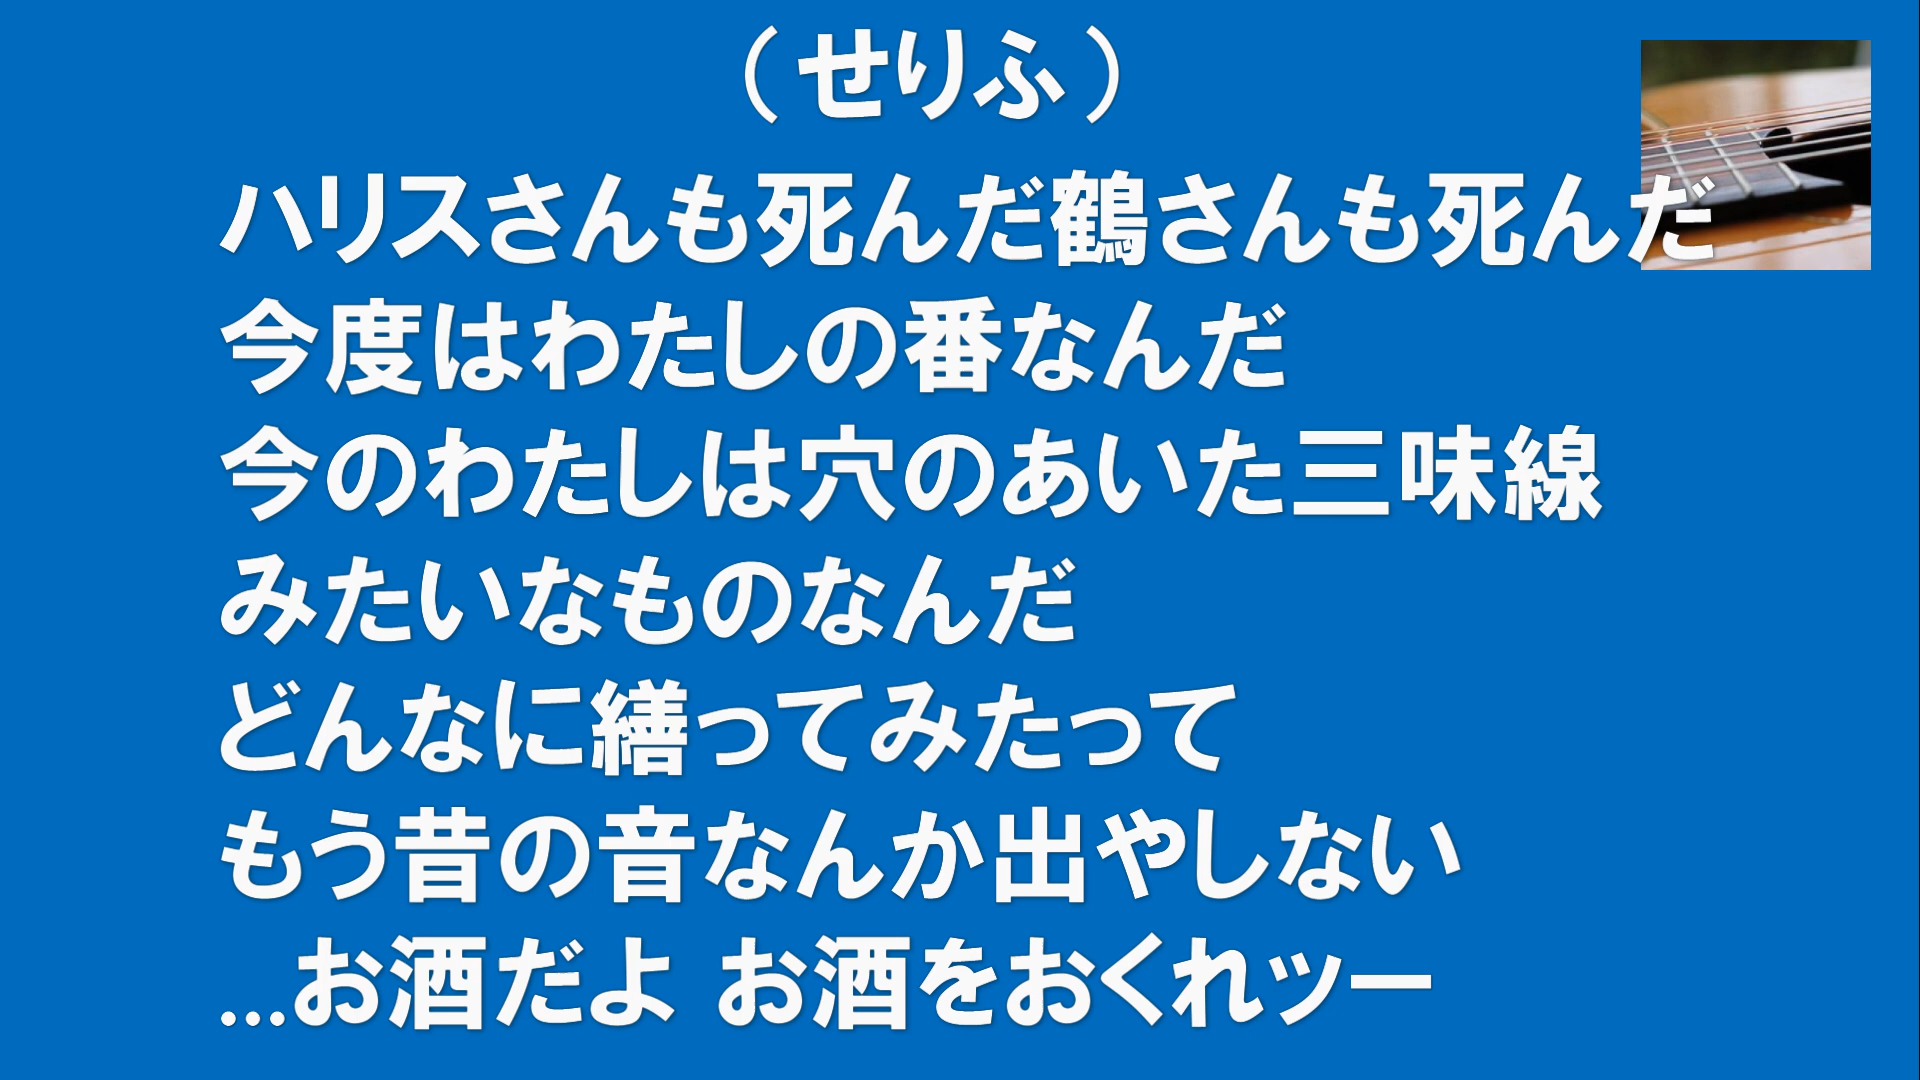 （せりふ）
ハリスさんも死んだ鶴さんも死んだ
今度はわたしの番なんだ
今のわたしは穴のあいた三味線
みたいなものなんだ
どんなに繕ってみたって
もう昔の音なんか出やしない
…お酒だよ お酒をおくれッー